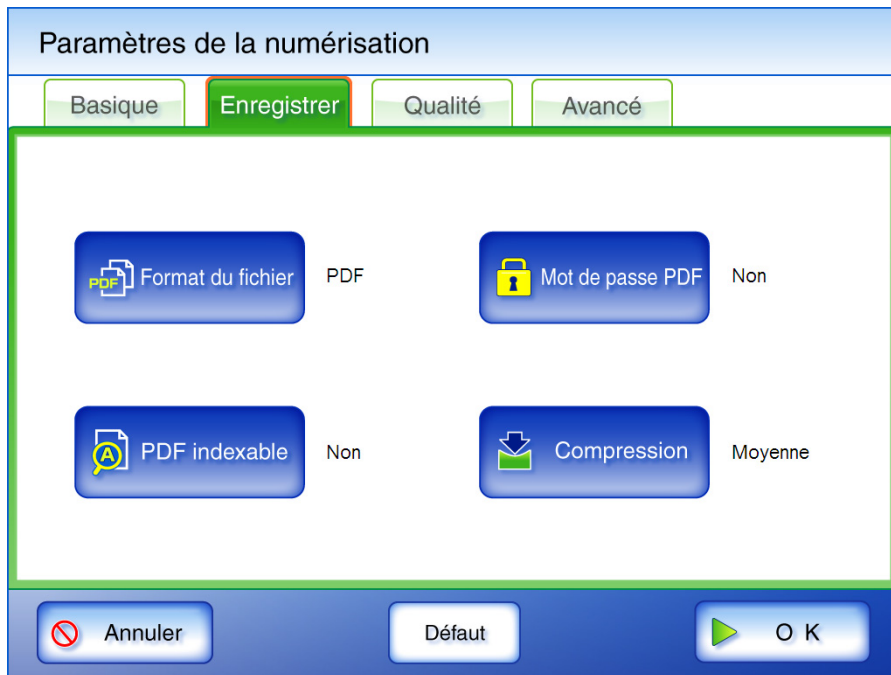 Paramètres de la numérisation
Basique
Enregistrer
Qualité
Avancé
PDF
Format du fichier
PDF
Mot de passe PDF
Non
A
PDF indexable
Non
Compression
Moyenne
Annuler
Défaut
O K